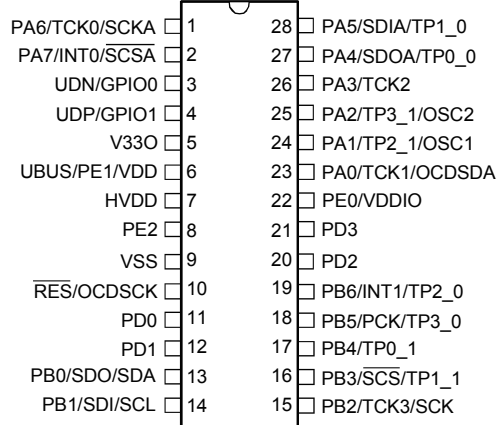 PA6/TCK0/SCKA 1 28 PA5/SDIA/TP1_0
PA7/INT0/SCSA 2 27 PA4/SDOA/TP0_0
UDN/GPIO0 3 26 PA3/TCK2
UDP/GPIO1 4 25 PA2/TP3_1/OSC2
V33O 5 24 PA1/TP2_1/OSC1
UBUS/PE1/VDD 6 23 PA0/TCK1/OCDSDA
HVDD 7 22 PE0/VDDIO
PE2 8 21 PD3
VSS 9 20 PD2
RES/OCDSCK 10 19 PB6/INT1/TP2_0
PD0 11 18 PB5/PCK/TP3_0
PD1 12 17 PB4/TP0_1
PB0/SDO/SDA 13 16 PB3/SCS/TP1_1
PB1/SDI/SCL 14 15 PB2/TCK3/SCK